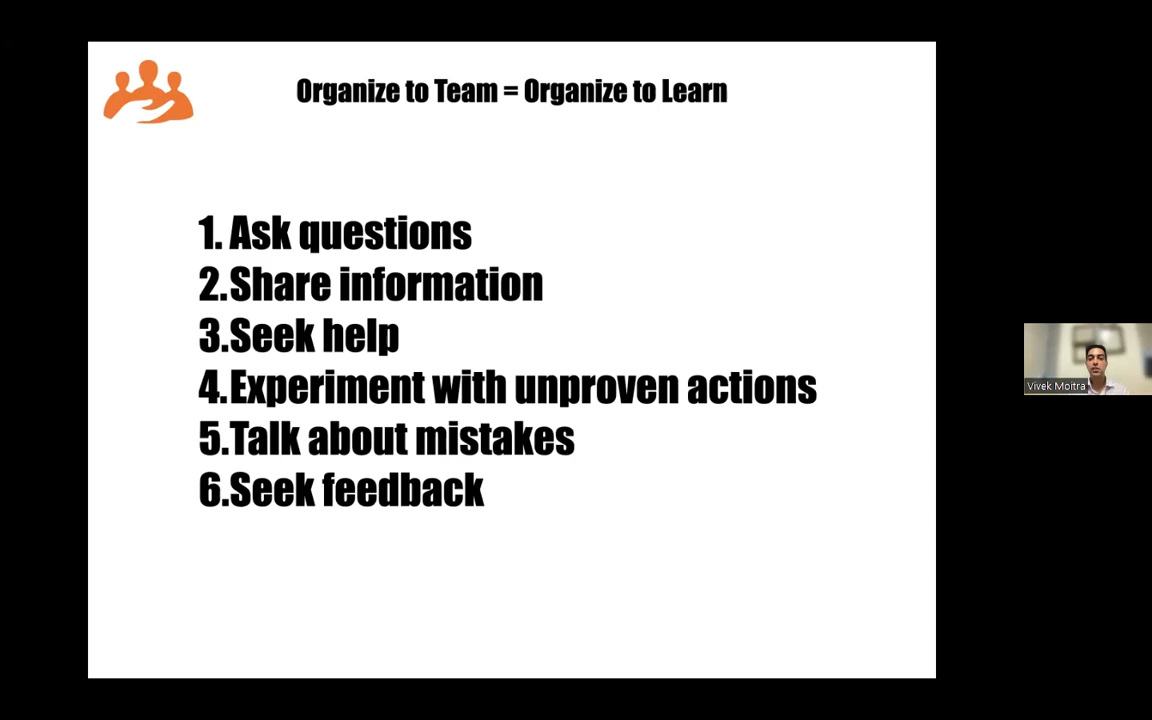 Organize to Team = Organize to Learn
1. Ask questions
2.Share information
3.Seek help
4.Experiment with unproven actions
5.Talk about mistakes
6.Seek feedback
Vivek Moitra